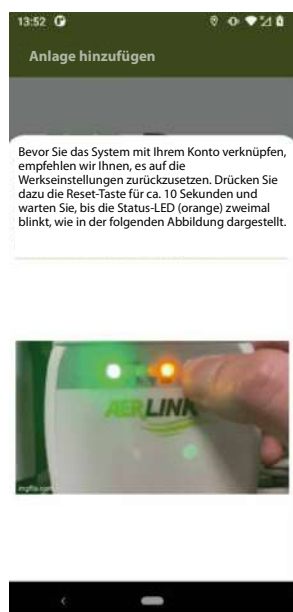 13:52 G
Anlage hinzufügen
Bevor Sie das System mit Ihrem Konto verknüpfen,
empfehlen wir Ihnen, es auf die
Werkseinstellungen zurückzusetzen. Drücken Sie
dazu die Reset-Taste für ca. 10 Sekunden und
warten Sie, bis die Status-LED (orange) zweimal
blinkt, wie in der folgenden Abbildung dargestellt.
AERLINK
imgflip.com